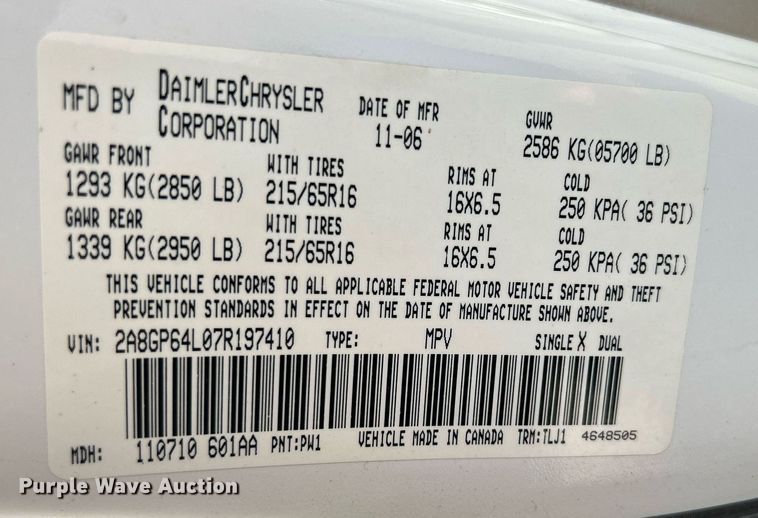 MFD BY DAIMLERCHRYSLER CORPORATION
DATE OF MFR 11-06
GVWR 2586 KG(05700 LB)
GAWR FRONT WITH TIRES RIMS AT COLD
1293 KG(2850 LB) 215/65R16 16X6.5 250 KPA( 36 PSI)
GAWR REAR WITH TIRES RIMS AT COLD
1339 KG(2950 LB) 215/65R16 16X6.5 250 KPA( 36 PSI)
THIS VEHICLE CONFORMS TO ALL APPLICABLE FEDERAL MOTOR VEHICLE SAFETY AND THEFT
PREVENTION STANDARDS IN EFFECT ON THE DATE OF MANUFACTURE SHOWN ABOVE.
VIN: 2A8GP64L07R197410 TYPE: MPV SINGLE X DUAL
MDH: 110710 601AA PNT:PW1 VEHICLE MADE IN CANADA TRM:TLJ1 4648505
Purple Wave Auction